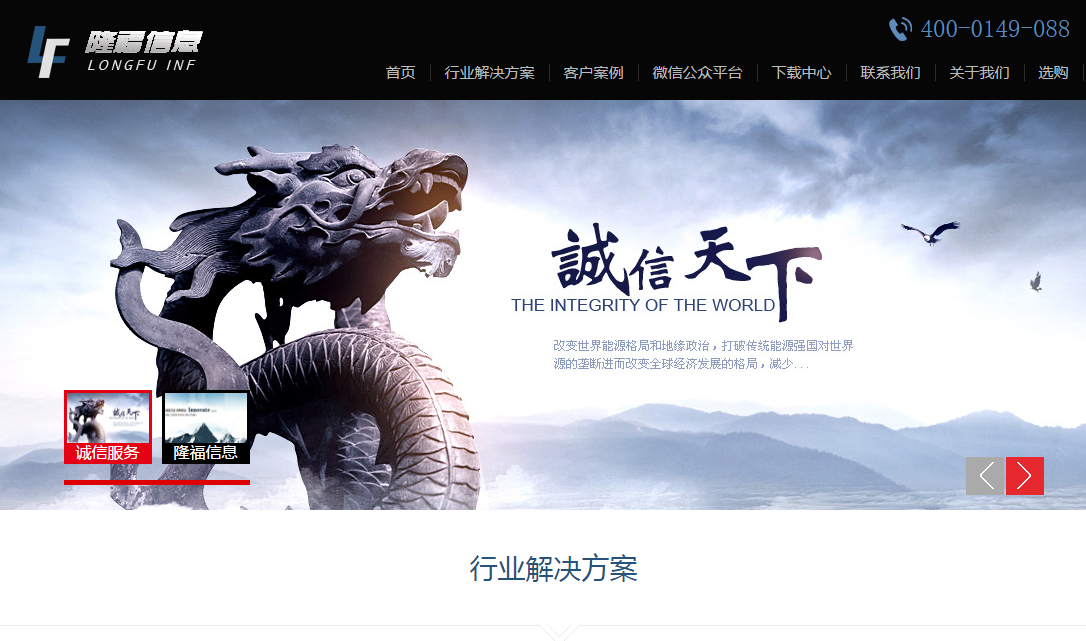 隆福信息
LONGFU INF
400-0149-088
首页 行业解决方案 客户案例 微信公众平台 下载中心 联系我们 关于我们 选购
誠信天下
THE INTEGRITY OF THE WORLD
改变世界能源格局和地缘政治，打破传统能源强国对世界
源的垄断进而改变全球经济发展的格局，减少...
诚信服务 隆福信息
行业解决方案